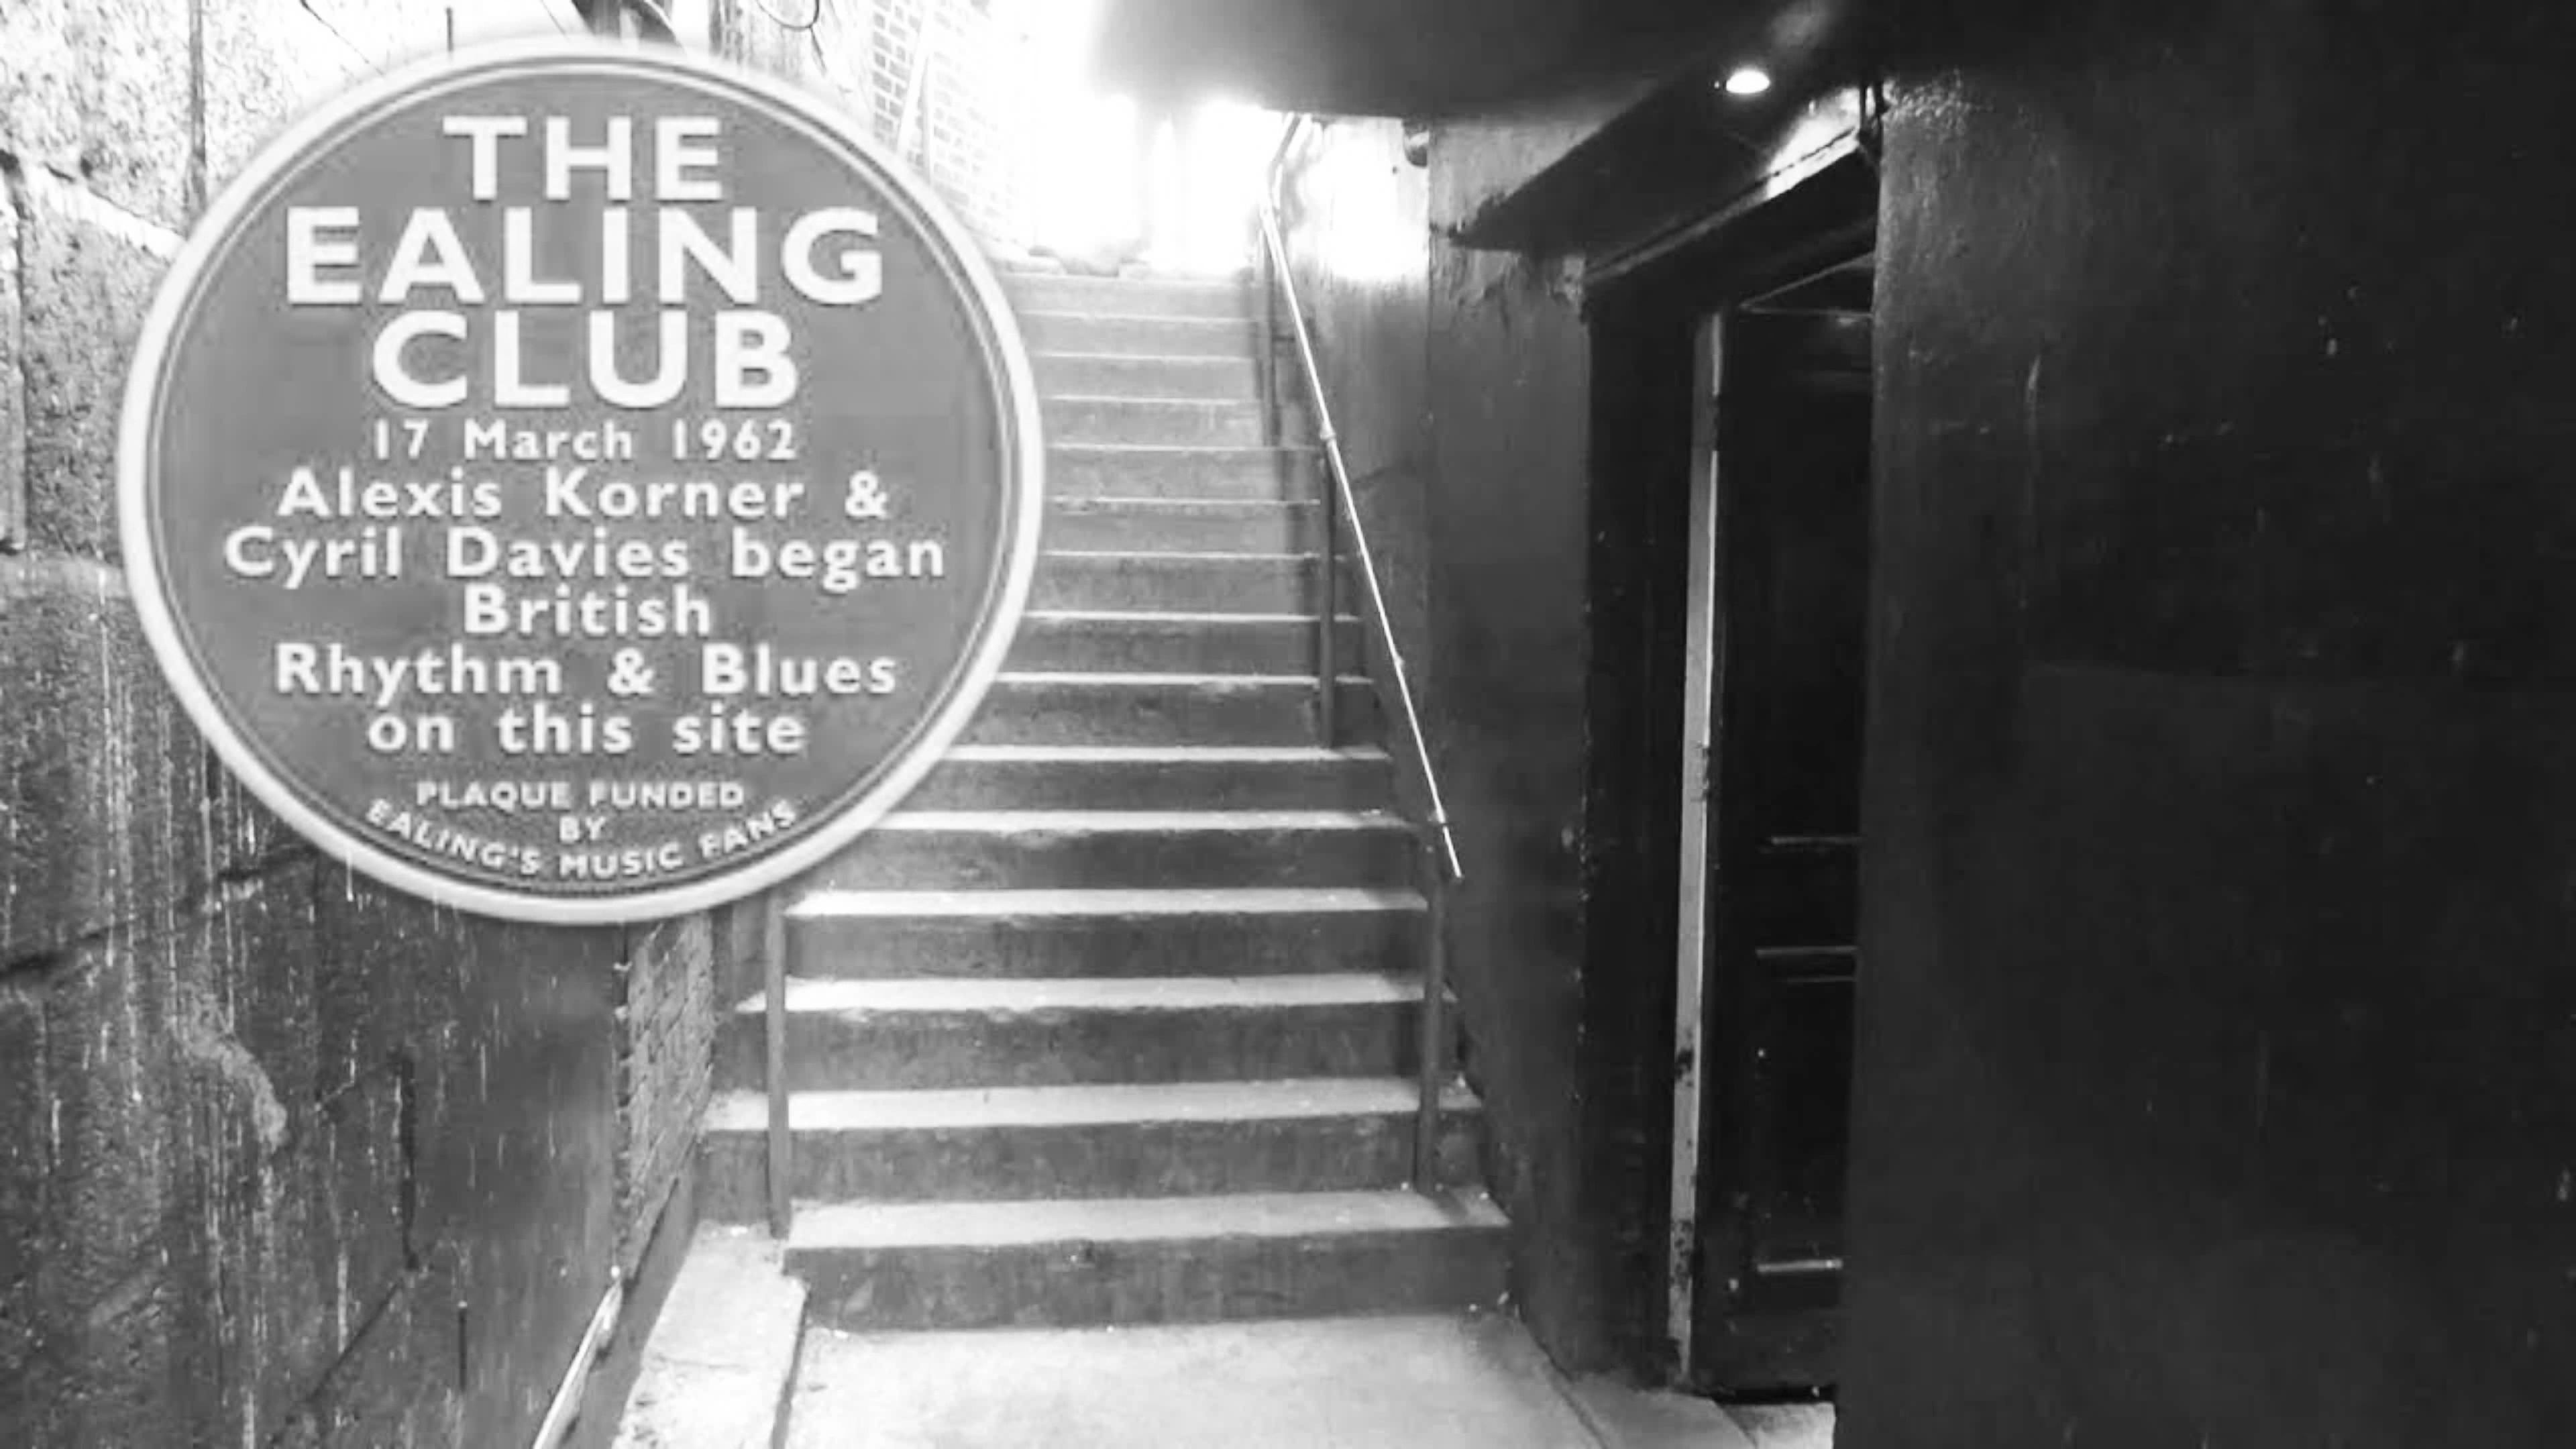 THE
EALING
CLUB
17 March 1962
Alexis Korner &
Cyril Davies began
British
Rhythm & Blues
on this site
PLAQUE FUNDED
BY
EALING'S MUSIC FANS